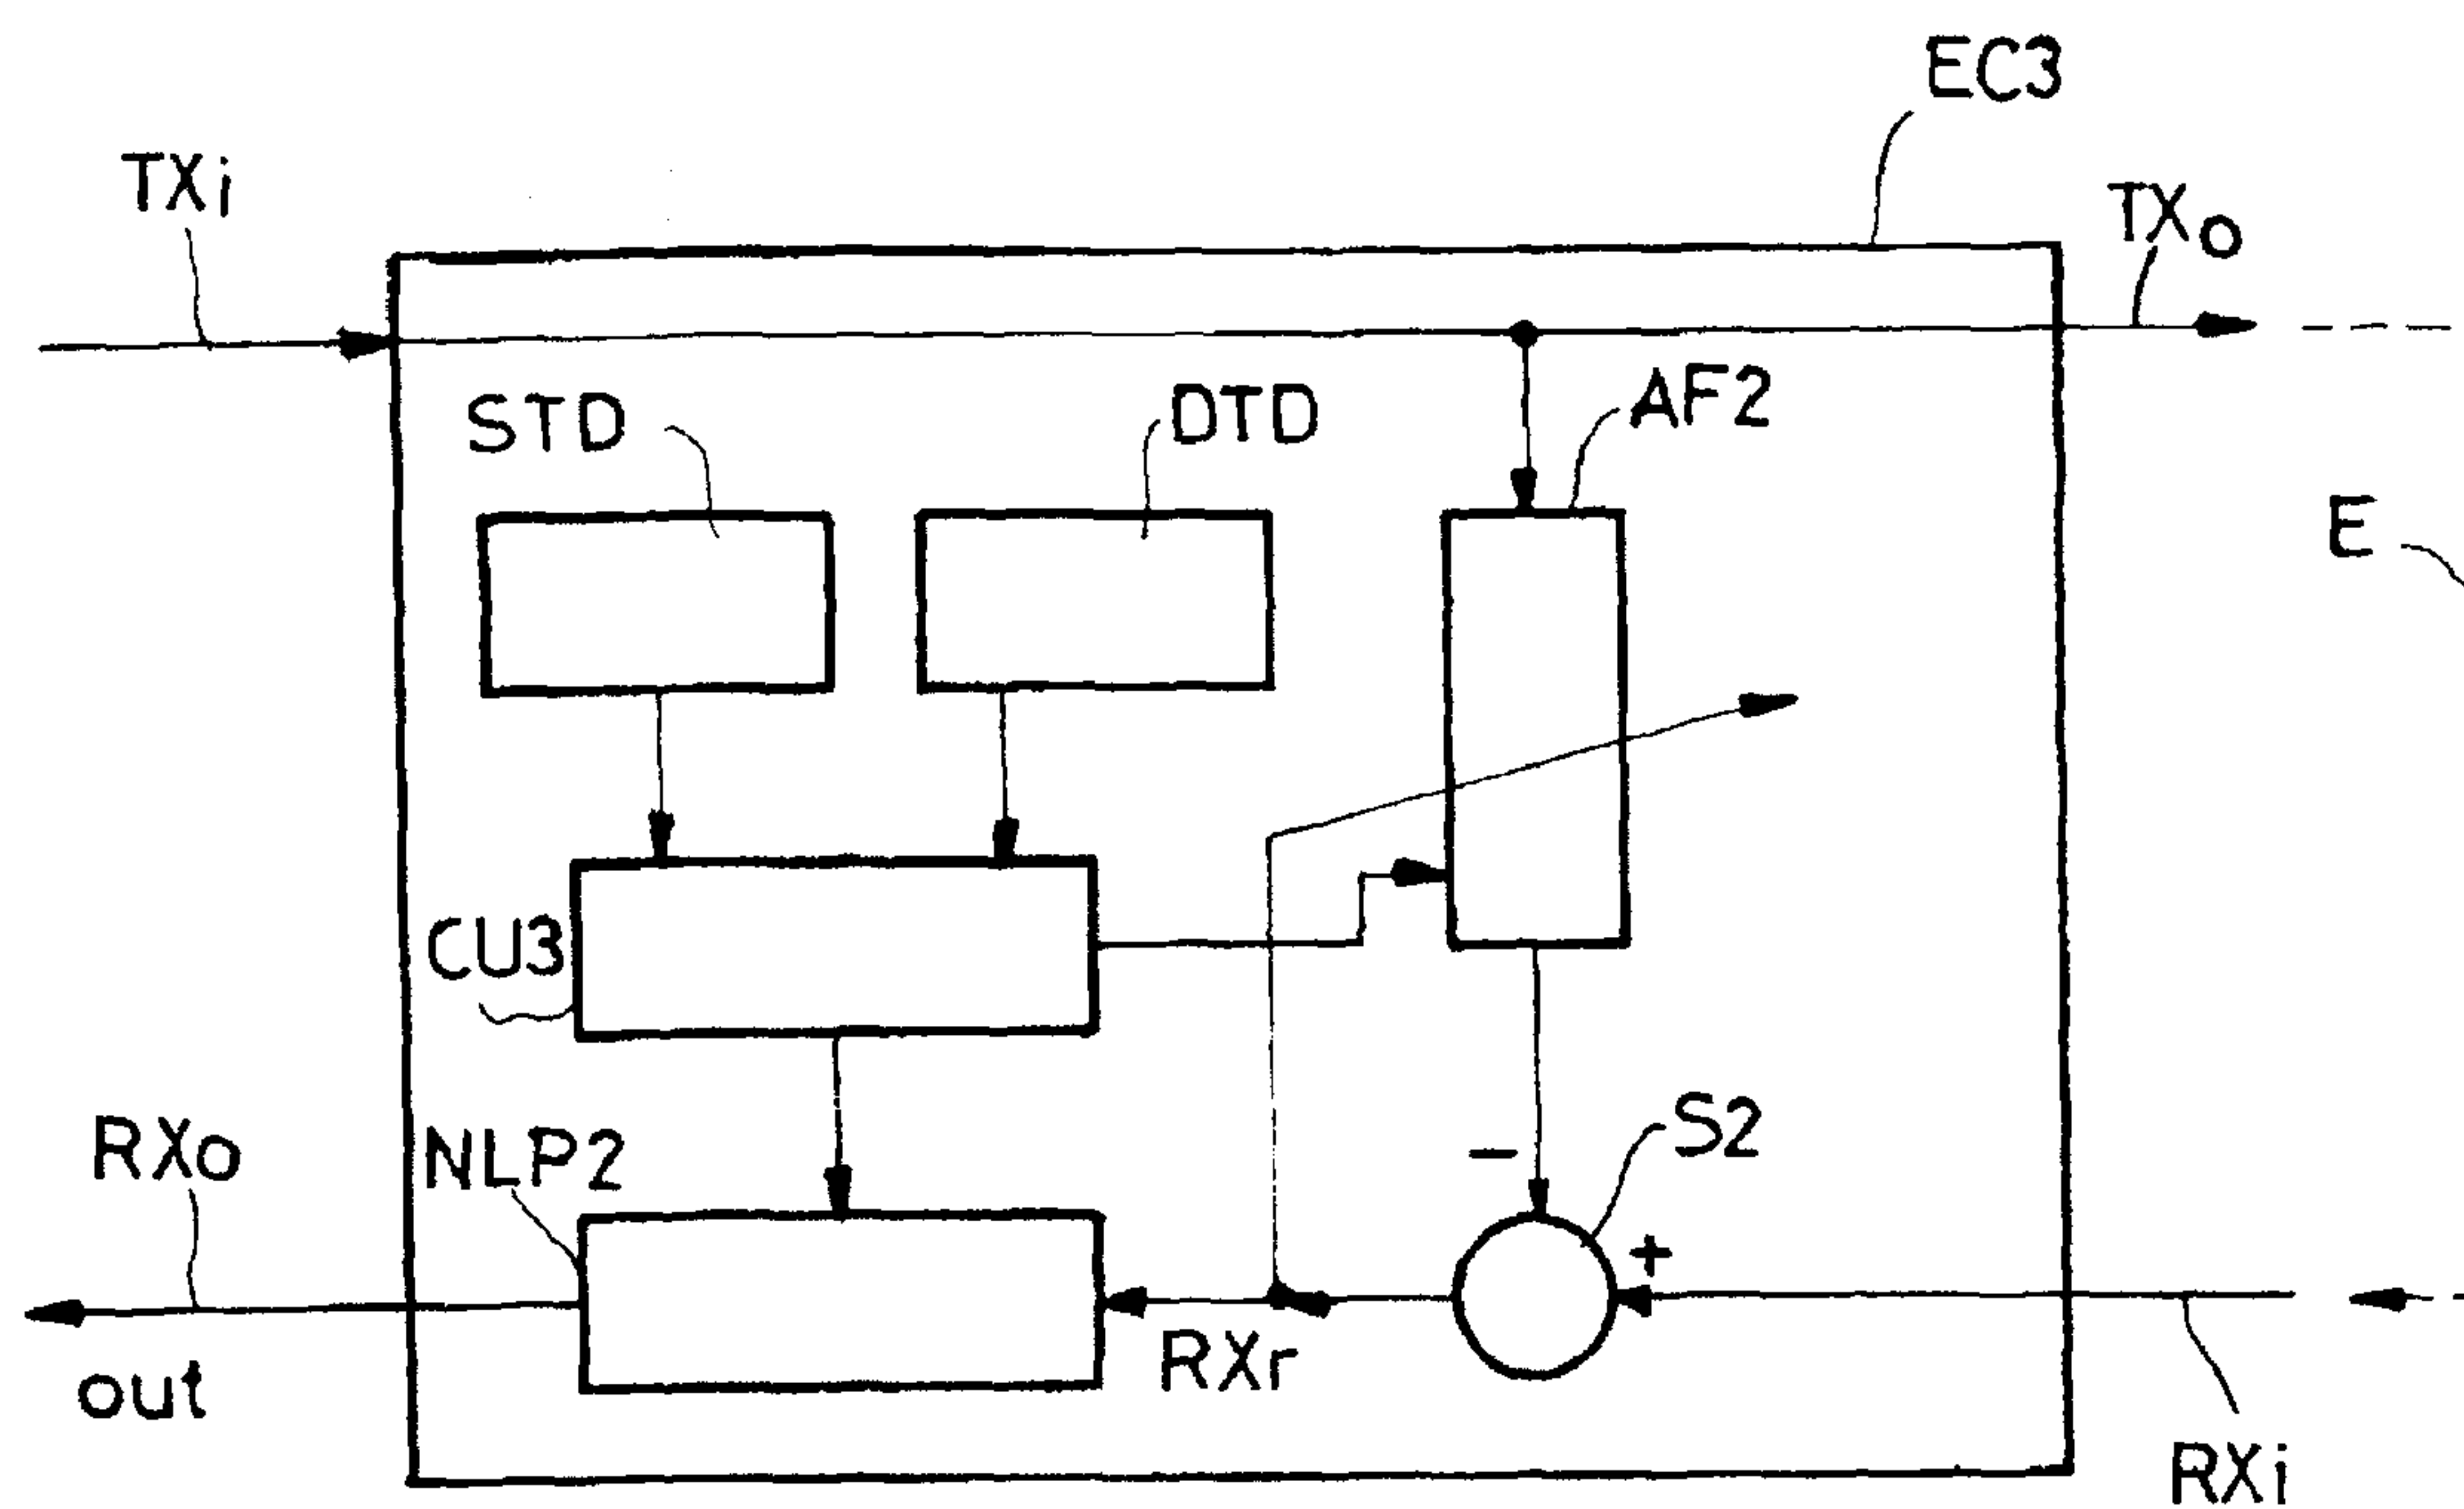 EC3
TXi
TXo
STD
DTD
AF2
E
CU3
RXo
NLP2
-
S2
+
RXr
out
RXi